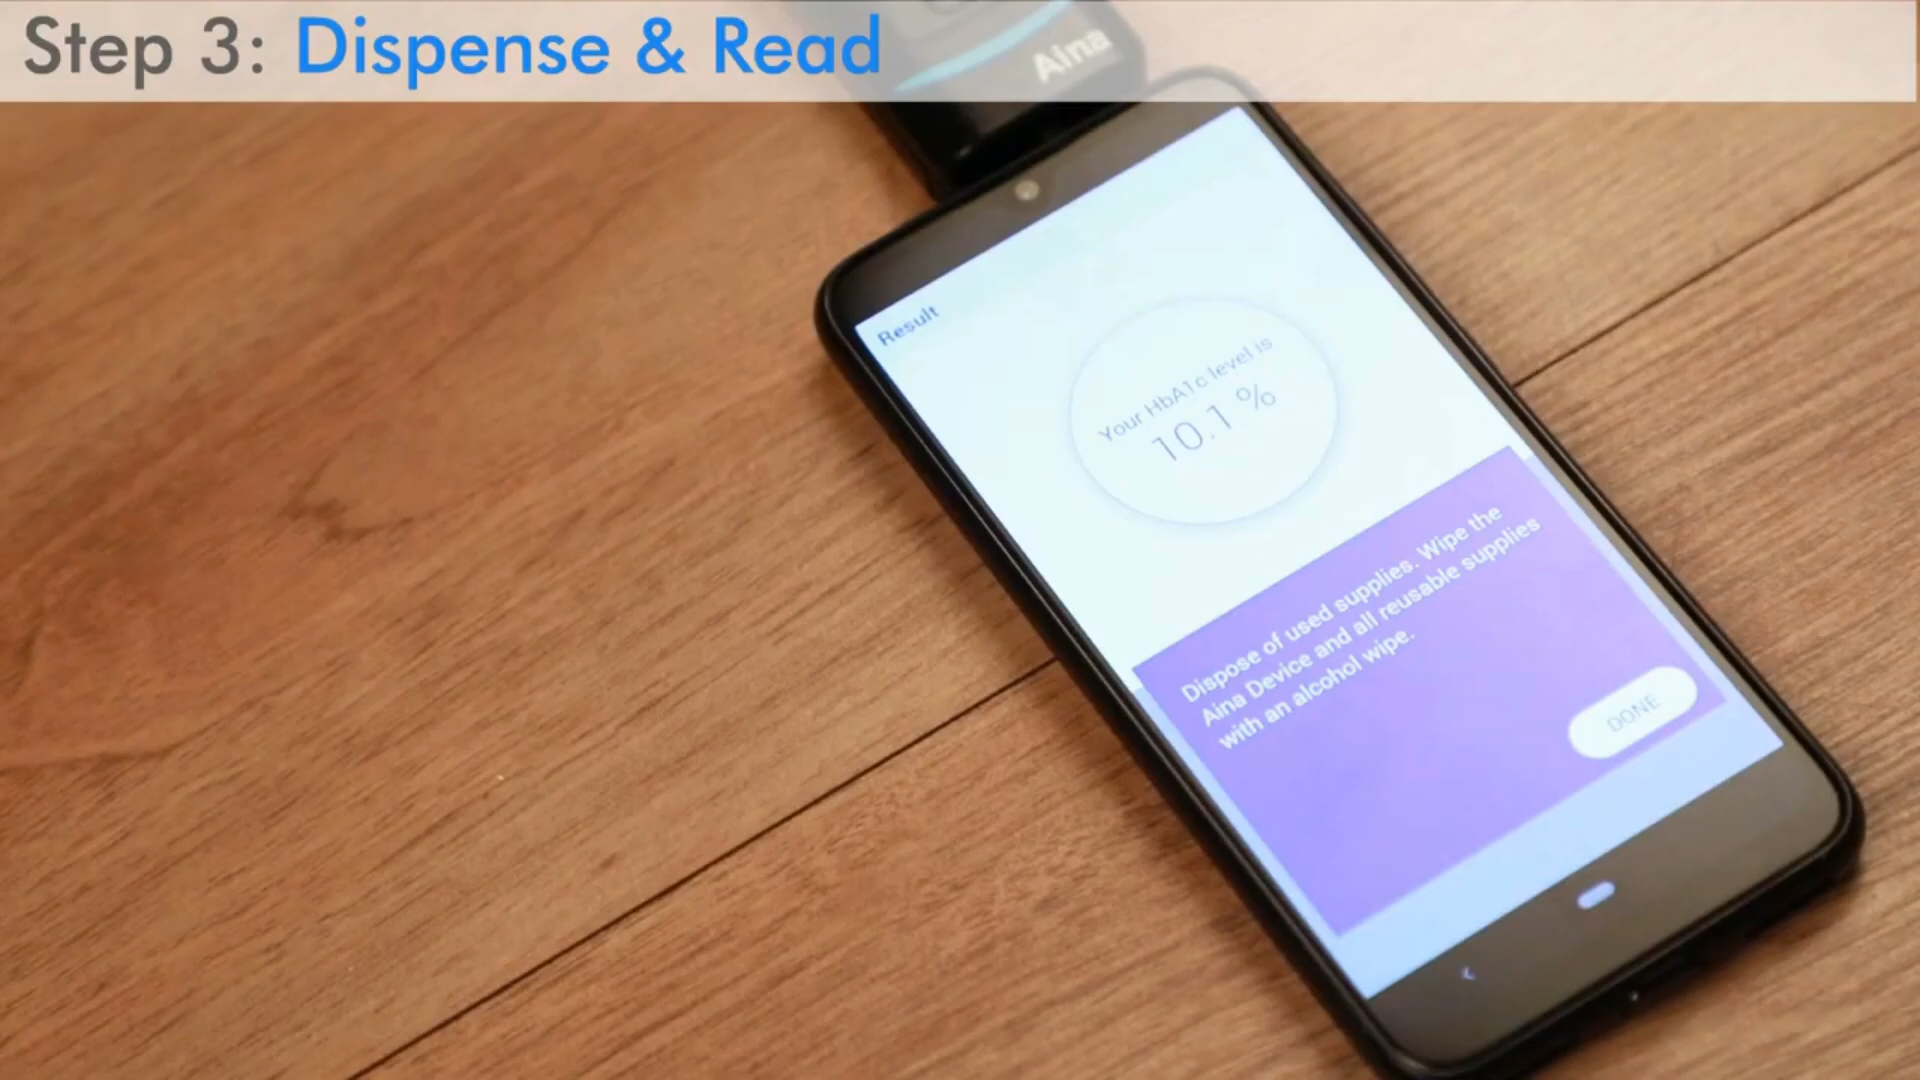 Step 3: Dispense & Read
Aina
Result
Your HbA1c level is
10.1 %
Dispose of used supplies. Wipe the
Aina Device and all reusable supplies
with an alcohol wipe.
DONE